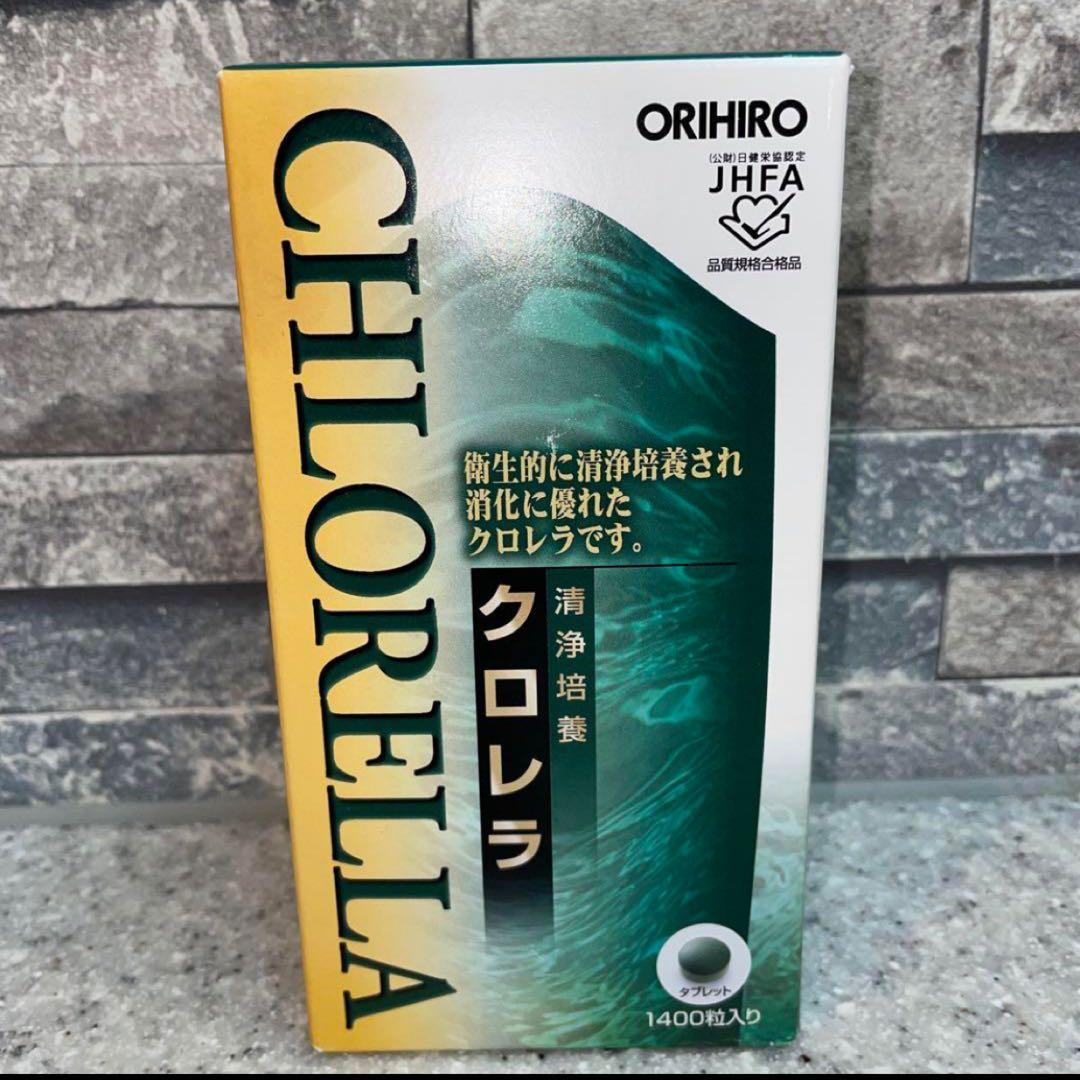 ORIHIRO
(公財)日健栄協認定
JHFA
品質規格合格品
CHLORELLA
衛生的に清浄培養され
消化に優れた
クロレラです。
清浄培養
クロレラ
タブレット
1400粒入り